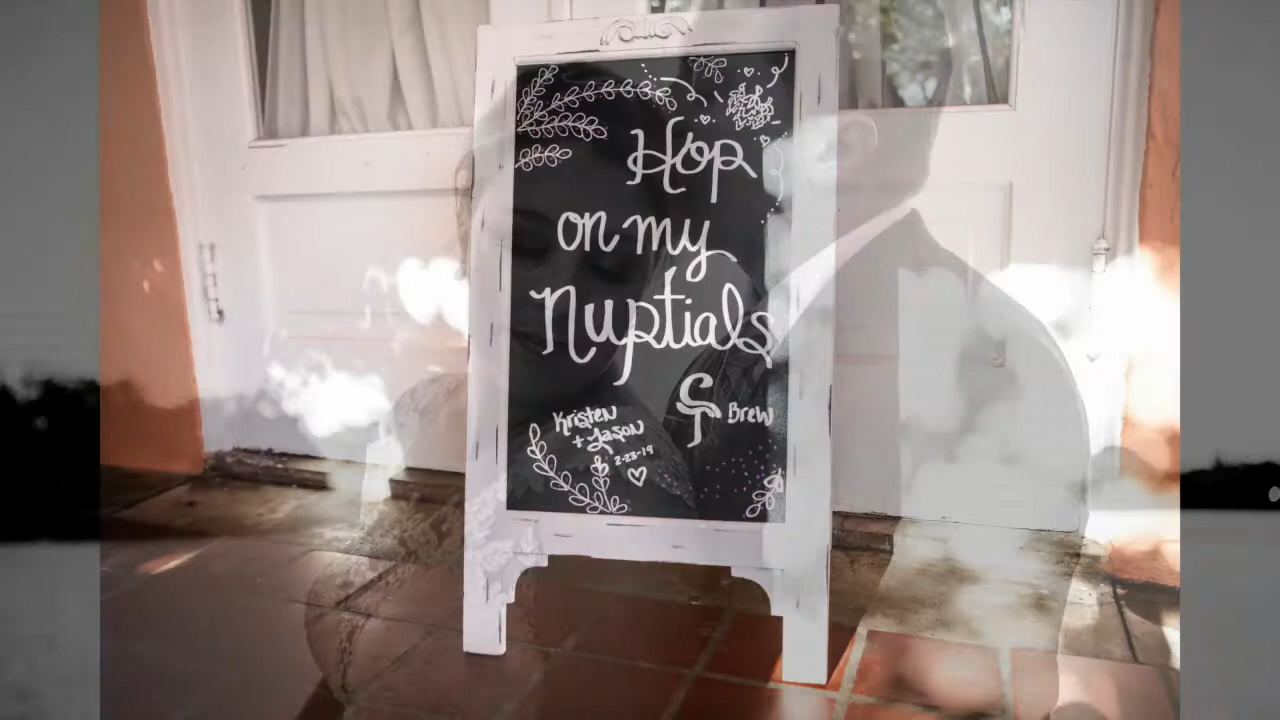 Hop
on my
Nuptials
Brew
Kristen
+ Jason
2-23-19